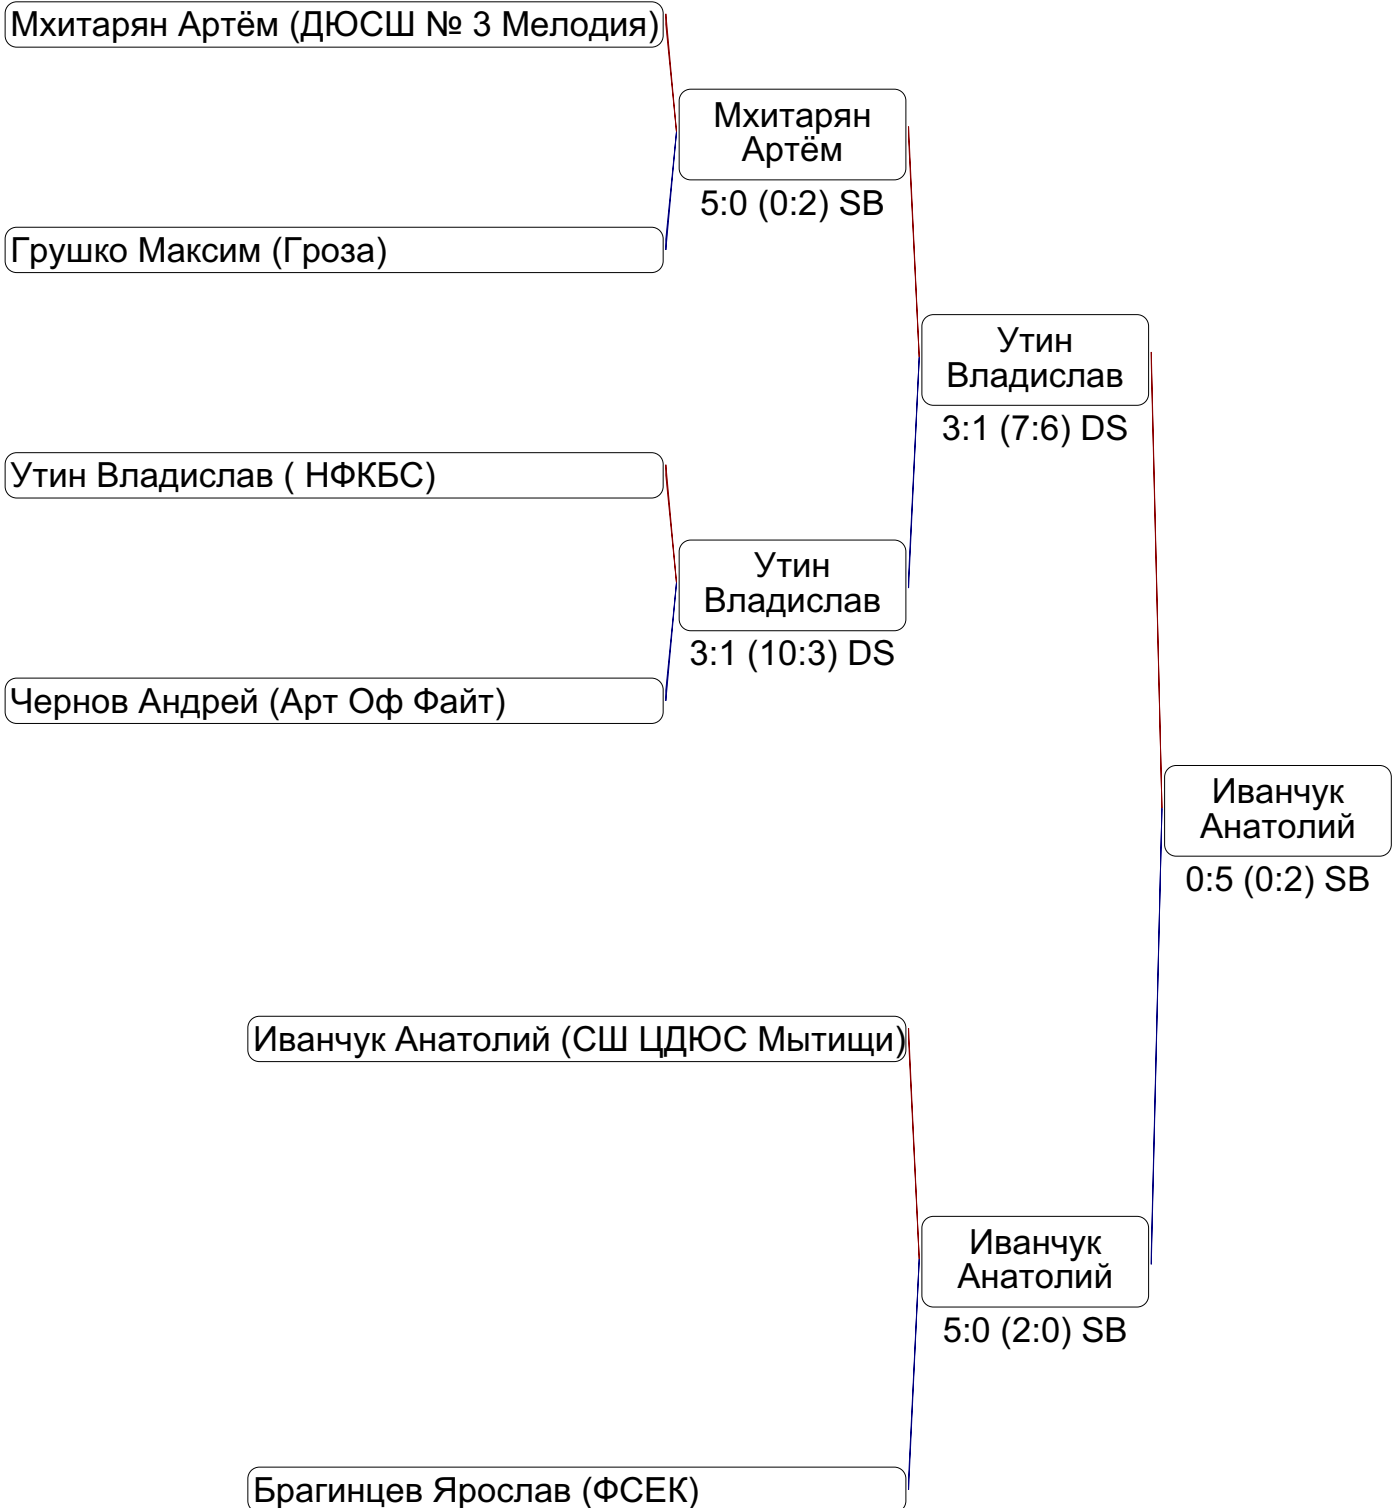 Мхитарян Артём (ДЮСШ № 3 Мелодия)
Мхитарян
Артём
5:0 (0:2) SB
Грушко Максим (Гроза)
Утин
Владислав
3:1 (7:6) DS
Утин Владислав ( НФКБС)
Утин
Владислав
3:1 (10:3) DS
Чернов Андрей (Арт Оф Файт)
Иванчук
Анатолий
0:5 (0:2) SB
Иванчук Анатолий (СШ ЦДЮС Мытищи)
Иванчук
Анатолий
5:0 (2:0) SB
Брагинцев Ярослав (ФСЕК)